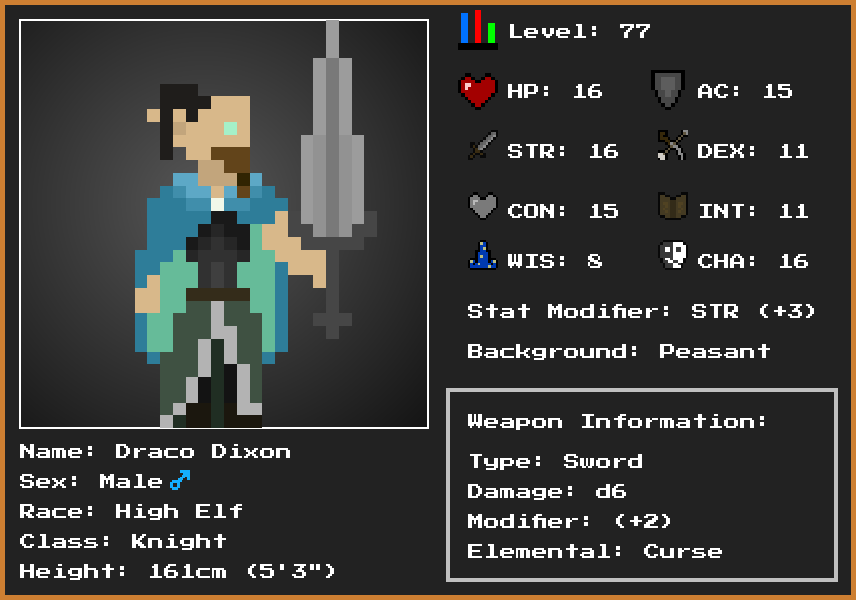 Level: 77
HP: 16
AC: 15
STR: 16
DEX: 11
CON: 15
INT: 11
WIS: 8
CHA: 16
Stat Modifier: STR (+3)
Background: Peasant
Weapon Information:
Type: Sword
Damage: d6
Modifier: (+2)
Elemental: Curse
Name: Draco Dixon
Sex: Male♂
Race: High Elf
Class: Knight
Height: 161cm (5'3")